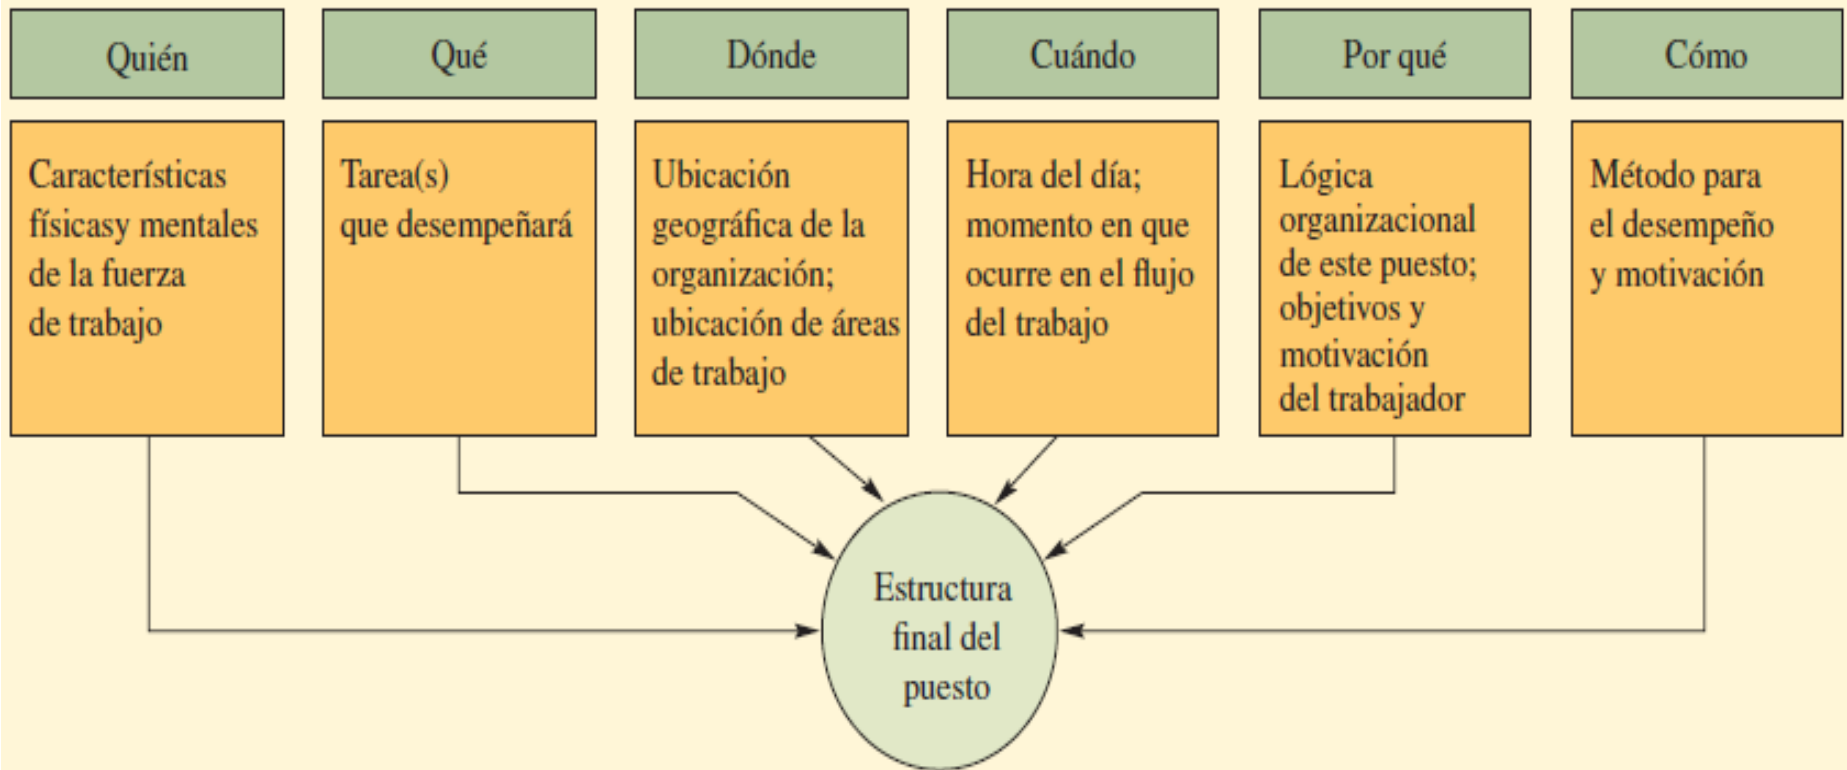 Quién
Qué
Dónde
Cuándo
Por qué
Cómo
Características
físicasy mentales
de la fuerza
de trabajo
Tarea(s)
que desempeñará
Ubicación
geográfica de la
organización;
ubicación de áreas
de trabajo
Hora del día;
momento en que
ocurre en el flujo
del trabajo
Lógica
organizacional
de este puesto;
objetivos y
motivación
del trabajador
Método para
el desempeño
y motivación
Estructura
final del
puesto